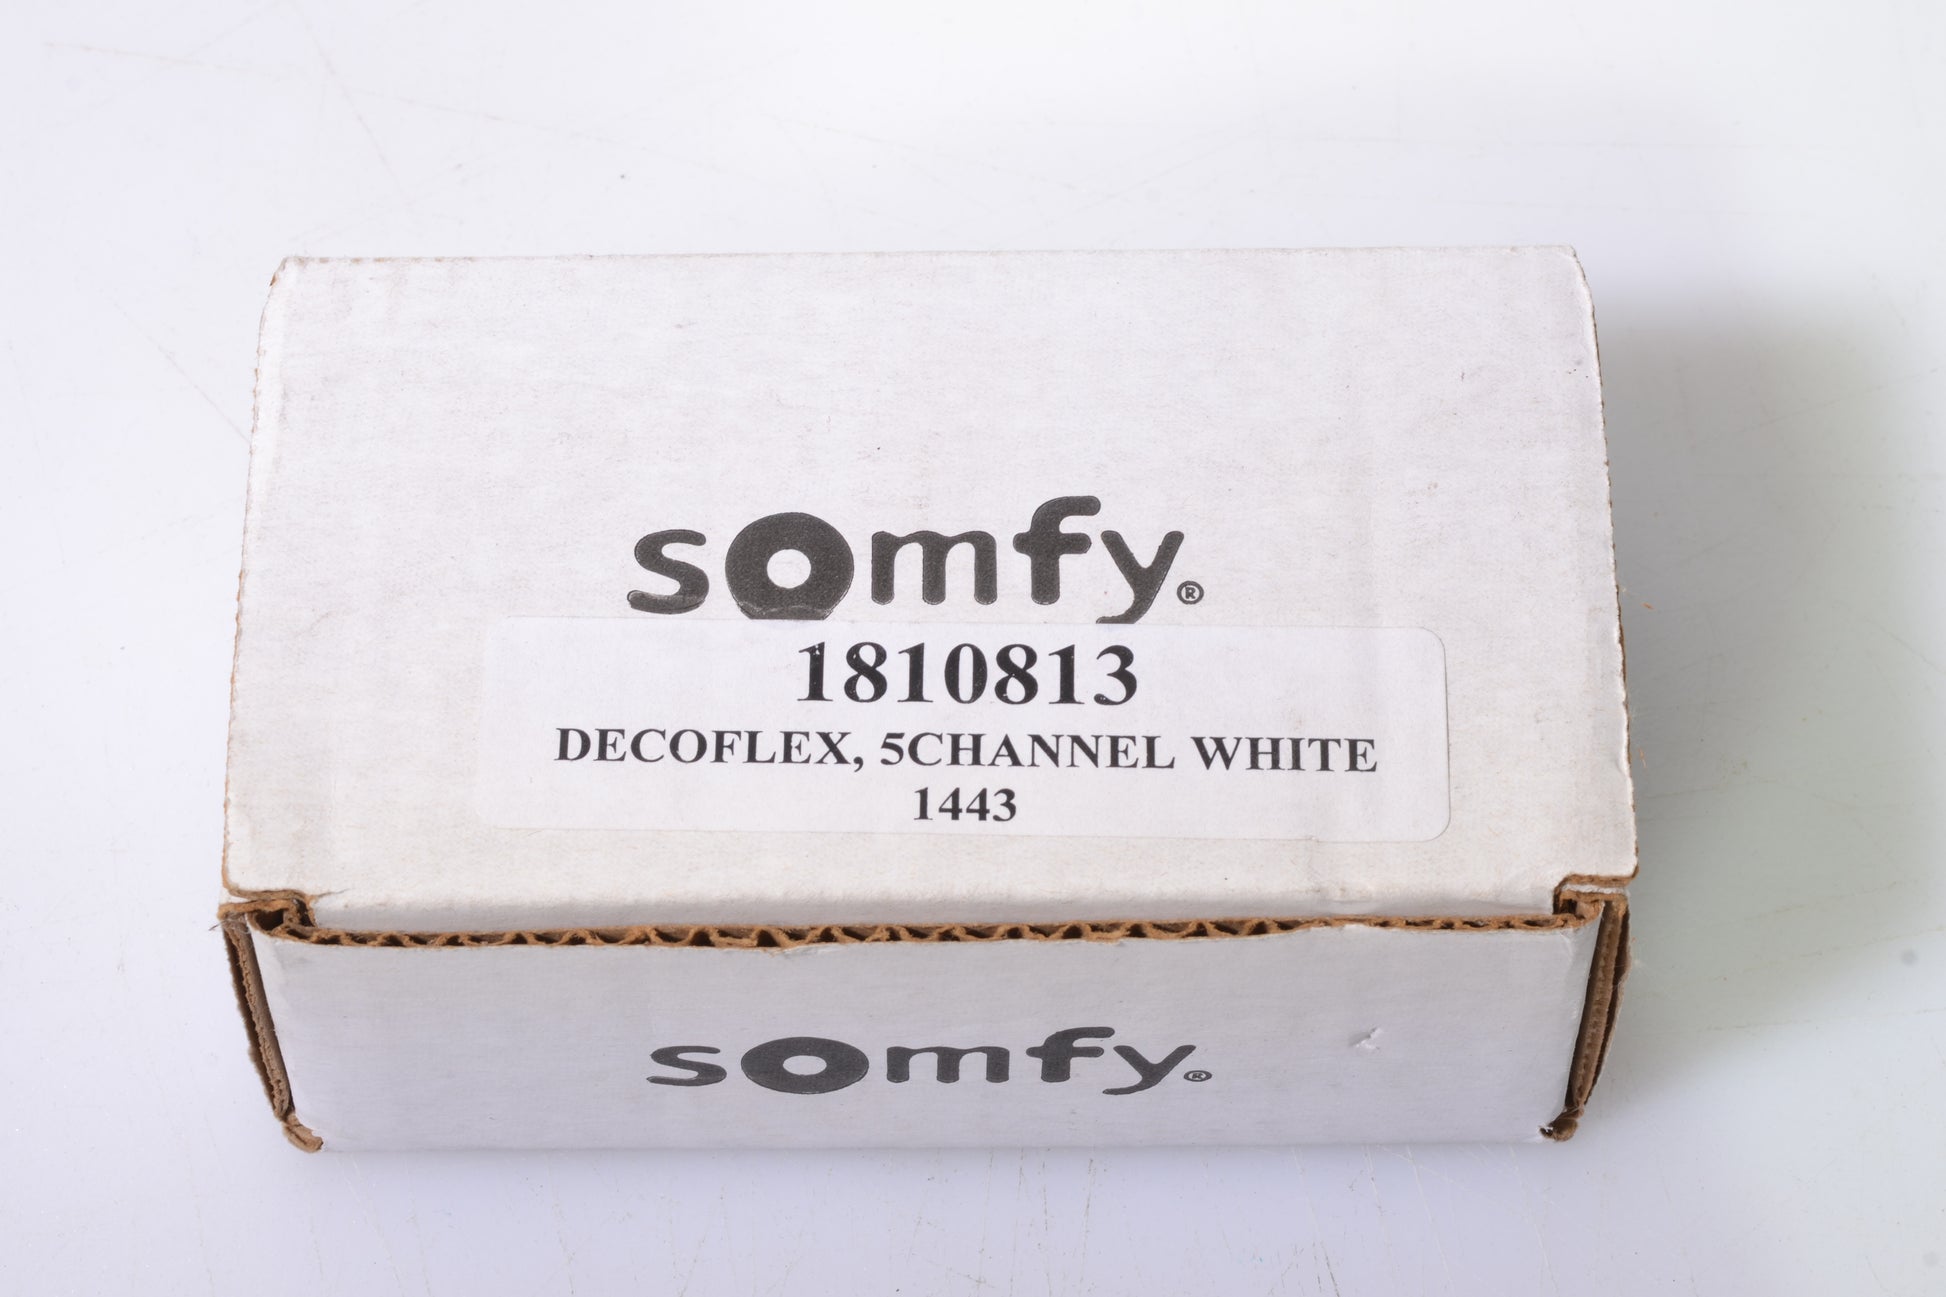 somfy®
1810813
DECOFLEX, 5CHANNEL WHITE
1443
somfy®